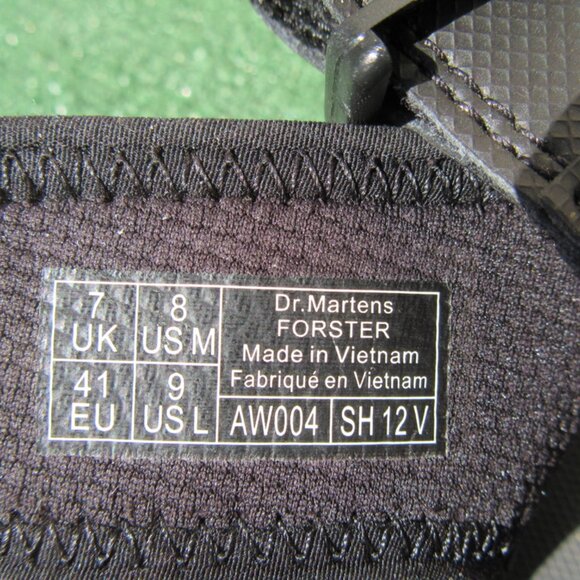 7
UK
8
US M
41
EU
9
US L
Dr.Martens
FORSTER
Made in Vietnam
Fabriqué en Vietnam
AW004
SH 12 V